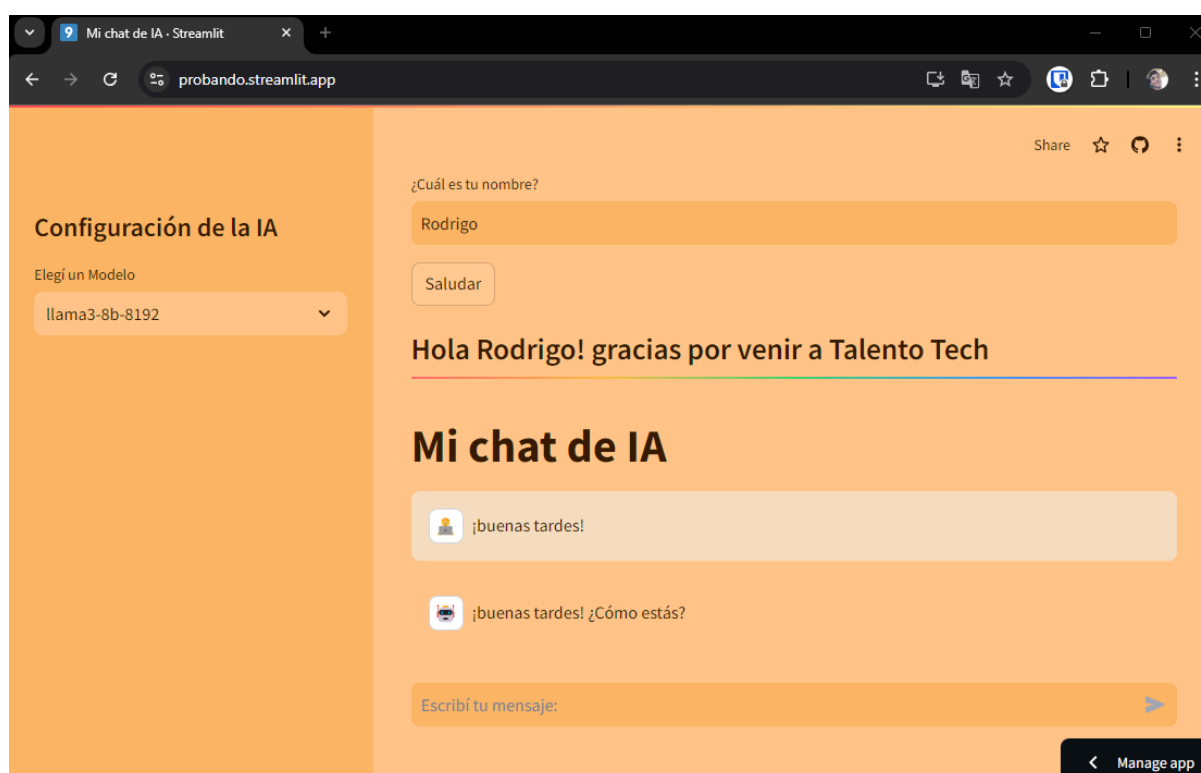 9 Mi chat de IA · Streamlit
probando.streamlit.app
Share
Configuración de la IA
Elegí un Modelo
llama3-8b-8192
¿Cuál es tu nombre?
Rodrigo
Saludar
Hola Rodrigo! gracias por venir a Talento Tech
Mi chat de IA
¡buenas tardes!
¡buenas tardes! ¿Cómo estás?
Escribí tu mensaje:
Manage app